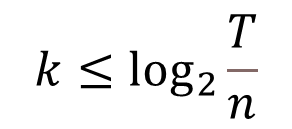 k ≤ log₂ T/n